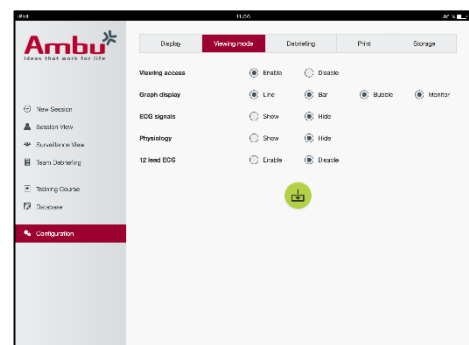 iPad 11:56
Ambu
Ideas that work for life
Display Viewing mode Debriefing Print Storage
Viewing access Enable Disable
Graph display Line Bar Bubble Monitor
ECG signals Show Hide
Physiology Show Hide
12 lead ECG Enable Disable
New Session
Session View
Surveillance View
Team Debriefing
Training Course
Database
Configuration